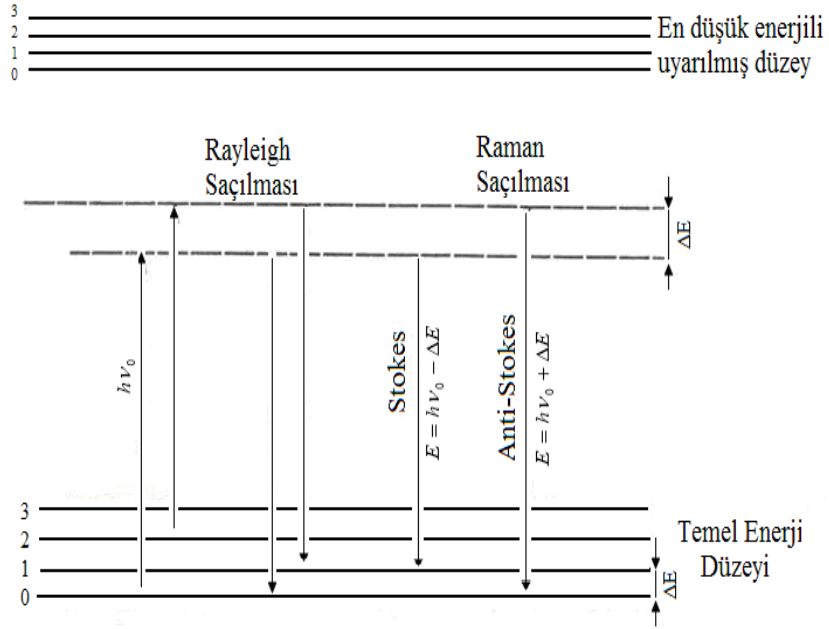 3
2
1
0
En düşük enerjili
uyarılmış düzey
Rayleigh
Saçılması
Raman
Saçılması
ΔE
hν₀
Stokes
E = hν₀ − ΔE
Anti-Stokes
E = hν₀ + ΔE
3
2
1
0
Temel Enerji
Düzeyi
ΔE